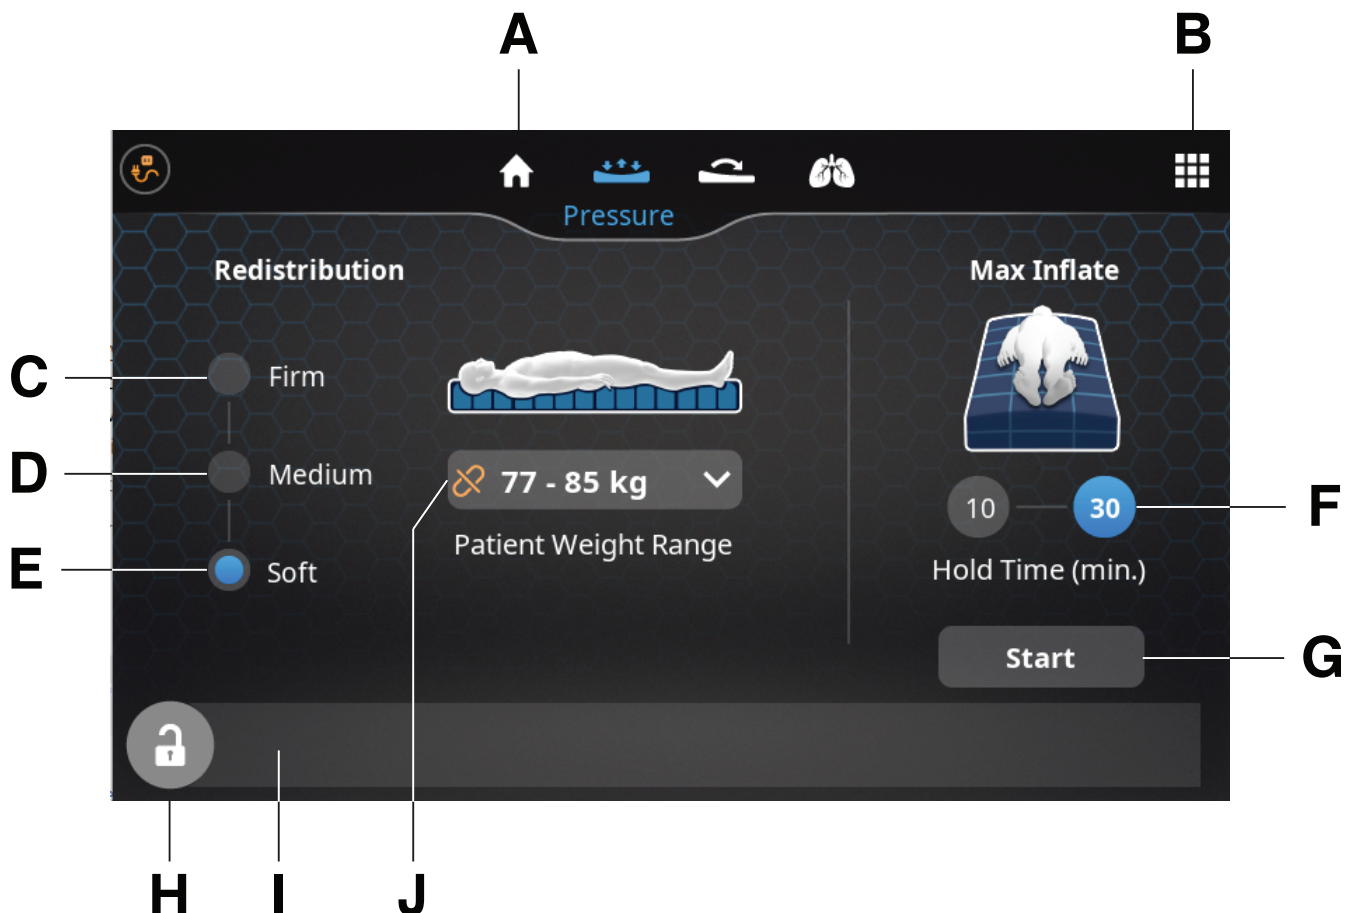 A
B
Pressure
Redistribution
Max Inflate
C
Firm
D
Medium
77 - 85 kg
10
30
F
Patient Weight Range
E
Soft
Hold Time (min.)
Start
G
H
I
J